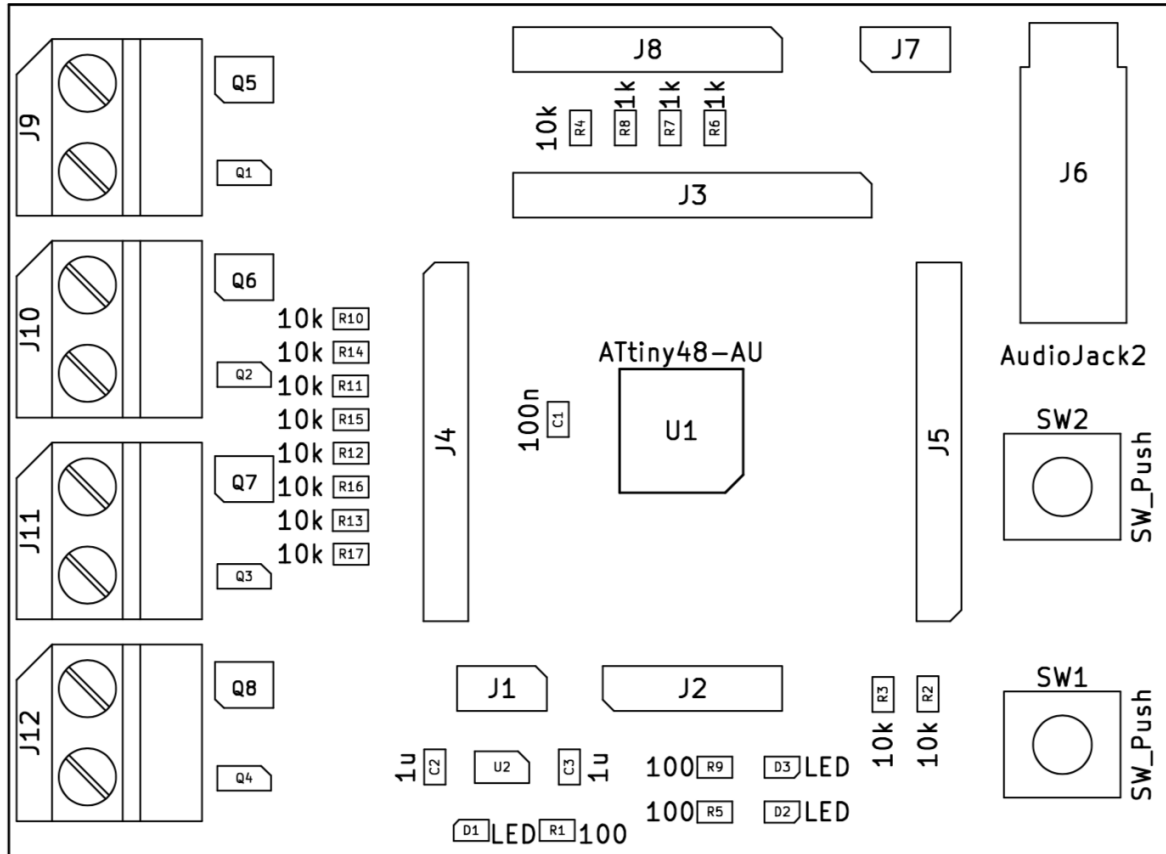 J9
Q5
Q1
J8
J7
10k
R4
1k
R8
1k
R7
1k
R6
J3
J6
AudioJack2
J10
Q6
Q2
10k R10
10k R14
10k R11
10k R15
10k R12
10k R16
10k R13
10k R17
J4
100n
C1
ATtiny48-AU
U1
J5
SW2
SW_Push
J11
Q7
Q3
J12
Q8
Q4
J1
J2
R3
10k
R2
10k
SW1
SW_Push
1u
C2
U2
C3
1u
100 R9
D3 LED
100 R5
D2 LED
D1 LED R1 100